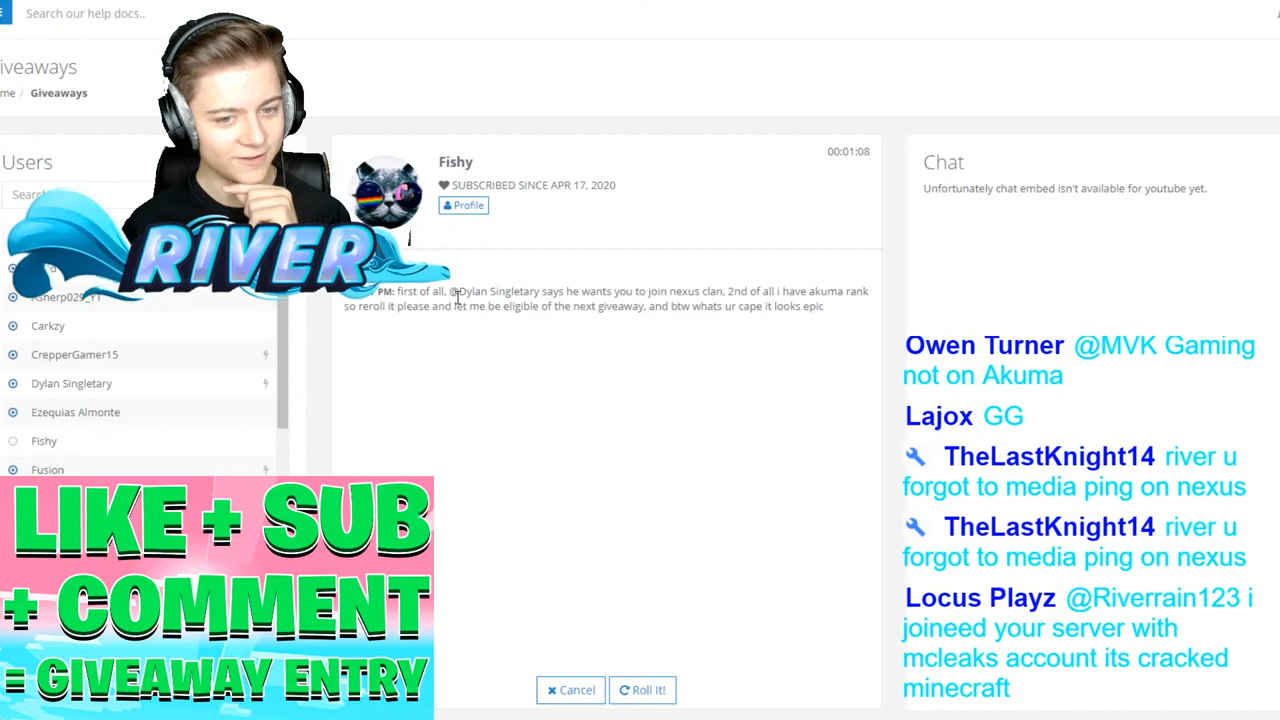 Search our help docs..
iveaways
me / Giveaways
Users
Sear
Asherp029_YT
Carkzy
CrepperGamer15
Dylan Singletary
Ezequias Almonte
Fishy
Fusion
RIVER
LIKE + SUB
+ COMMENT
= GIVEAWAY ENTRY
Fishy
00:01:08
SUBSCRIBED SINCE APR 17, 2020
Profile
PM: first of all, @Dylan Singletary says he wants you to join nexus clan, 2nd of all i have akuma rank
so reroll it please and let me be eligible of the next giveaway, and btw whats ur cape it looks epic
Cancel
Roll It!
Chat
Unfortunately chat embed isn't available for youtube yet.
Owen Turner @MVK Gaming
not on Akuma
Lajox GG
TheLastKnight14 river u
forgot to media ping on nexus
TheLastKnight14 river u
forgot to media ping on nexus
Locus Playz @Riverrain123 i
joineed your server with
mcleaks account its cracked
minecraft